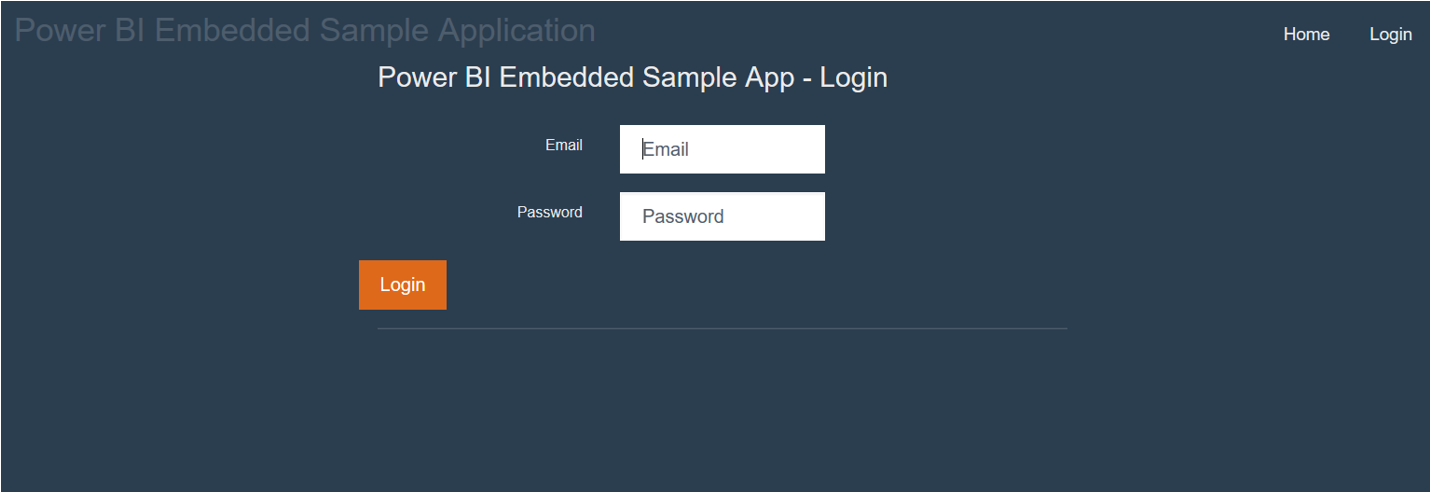 Power BI Embedded Sample Application
Home Login
Power BI Embedded Sample App - Login
Email Email
Password Password
Login